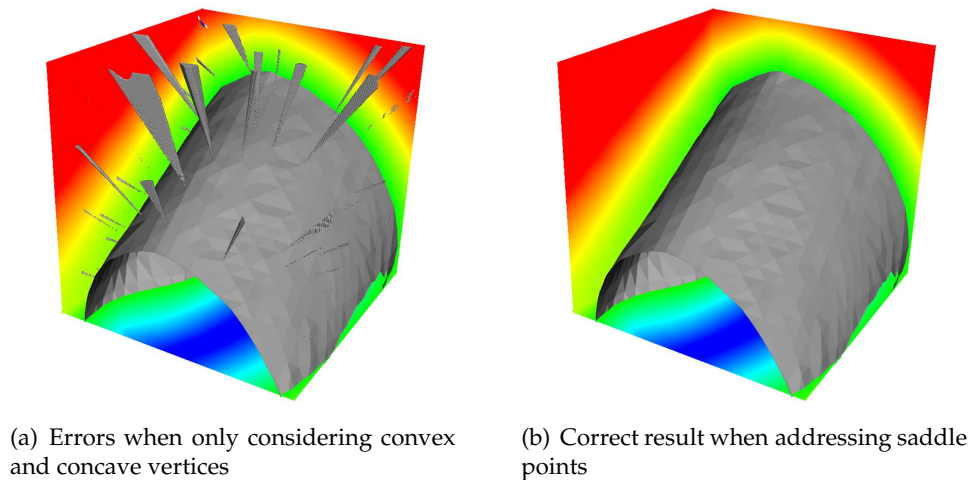 (a) Errors when only considering convex
and concave vertices
(b) Correct result when addressing saddle
points